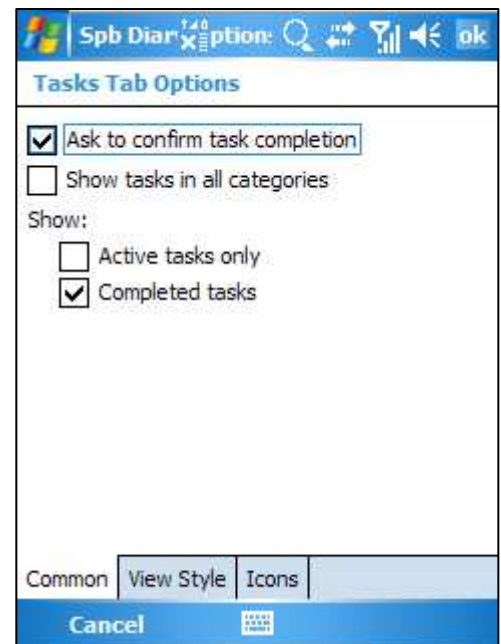 Spb Diar ption: ok
Tasks Tab Options
Ask to confirm task completion
Show tasks in all categories
Show:
Active tasks only
Completed tasks
Common View Style Icons
Cancel